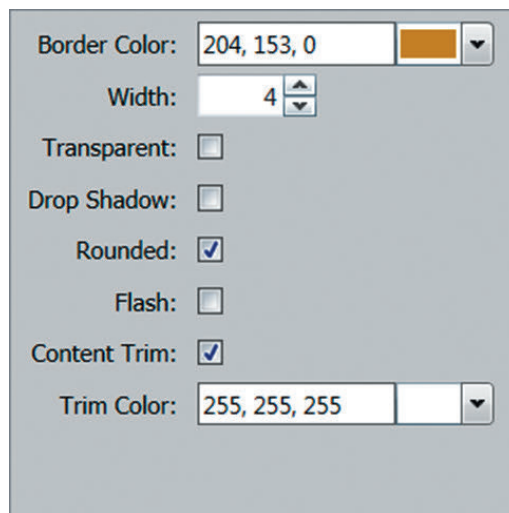 Border Color: 204, 153, 0
Width: 4
Transparent:
Drop Shadow:
Rounded:
Flash:
Content Trim:
Trim Color: 255, 255, 255